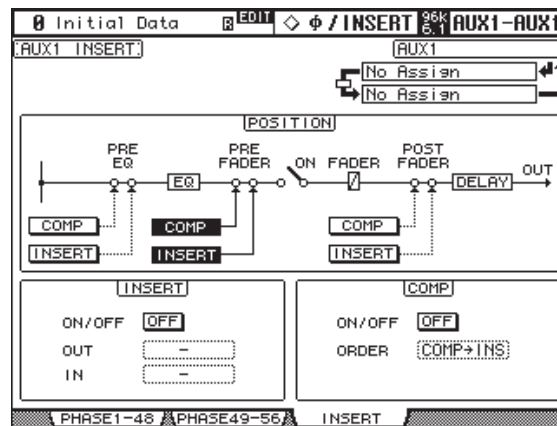 0 Initial Data EDIT ◇ φ/INSERT 96k 6.1 AUX1-AUX1
AUX1 INSERT AUX1
No Assign
No Assign
POSITION
PRE EQ PRE FADER ON FADER POST FADER OUT
EQ DELAY
COMP COMP COMP
INSERT INSERT INSERT
INSERT COMP
ON/OFF OFF ON/OFF OFF
OUT - ORDER COMP→INS
IN -
PHASE1-48 PHASE49-56 INSERT